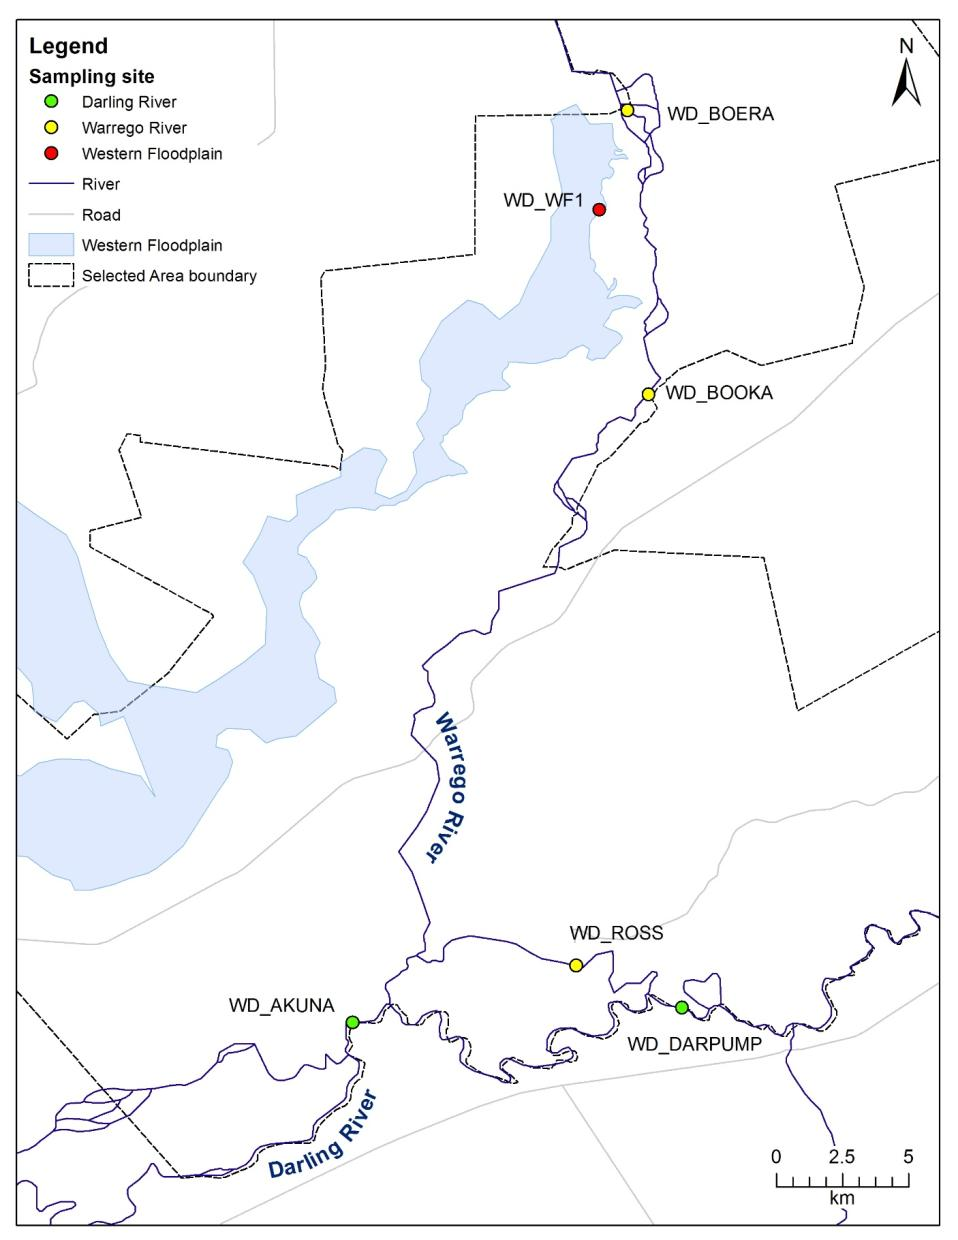 Legend
Sampling site
Darling River
Warrego River
Western Floodplain
River
Road
Western Floodplain
Selected Area boundary
N
WD_BOERA
WD_WF1
WD_BOOKA
Warrego River
WD_ROSS
WD_AKUNA
WD_DARPUMP
Darling River
0 2.5 5
km